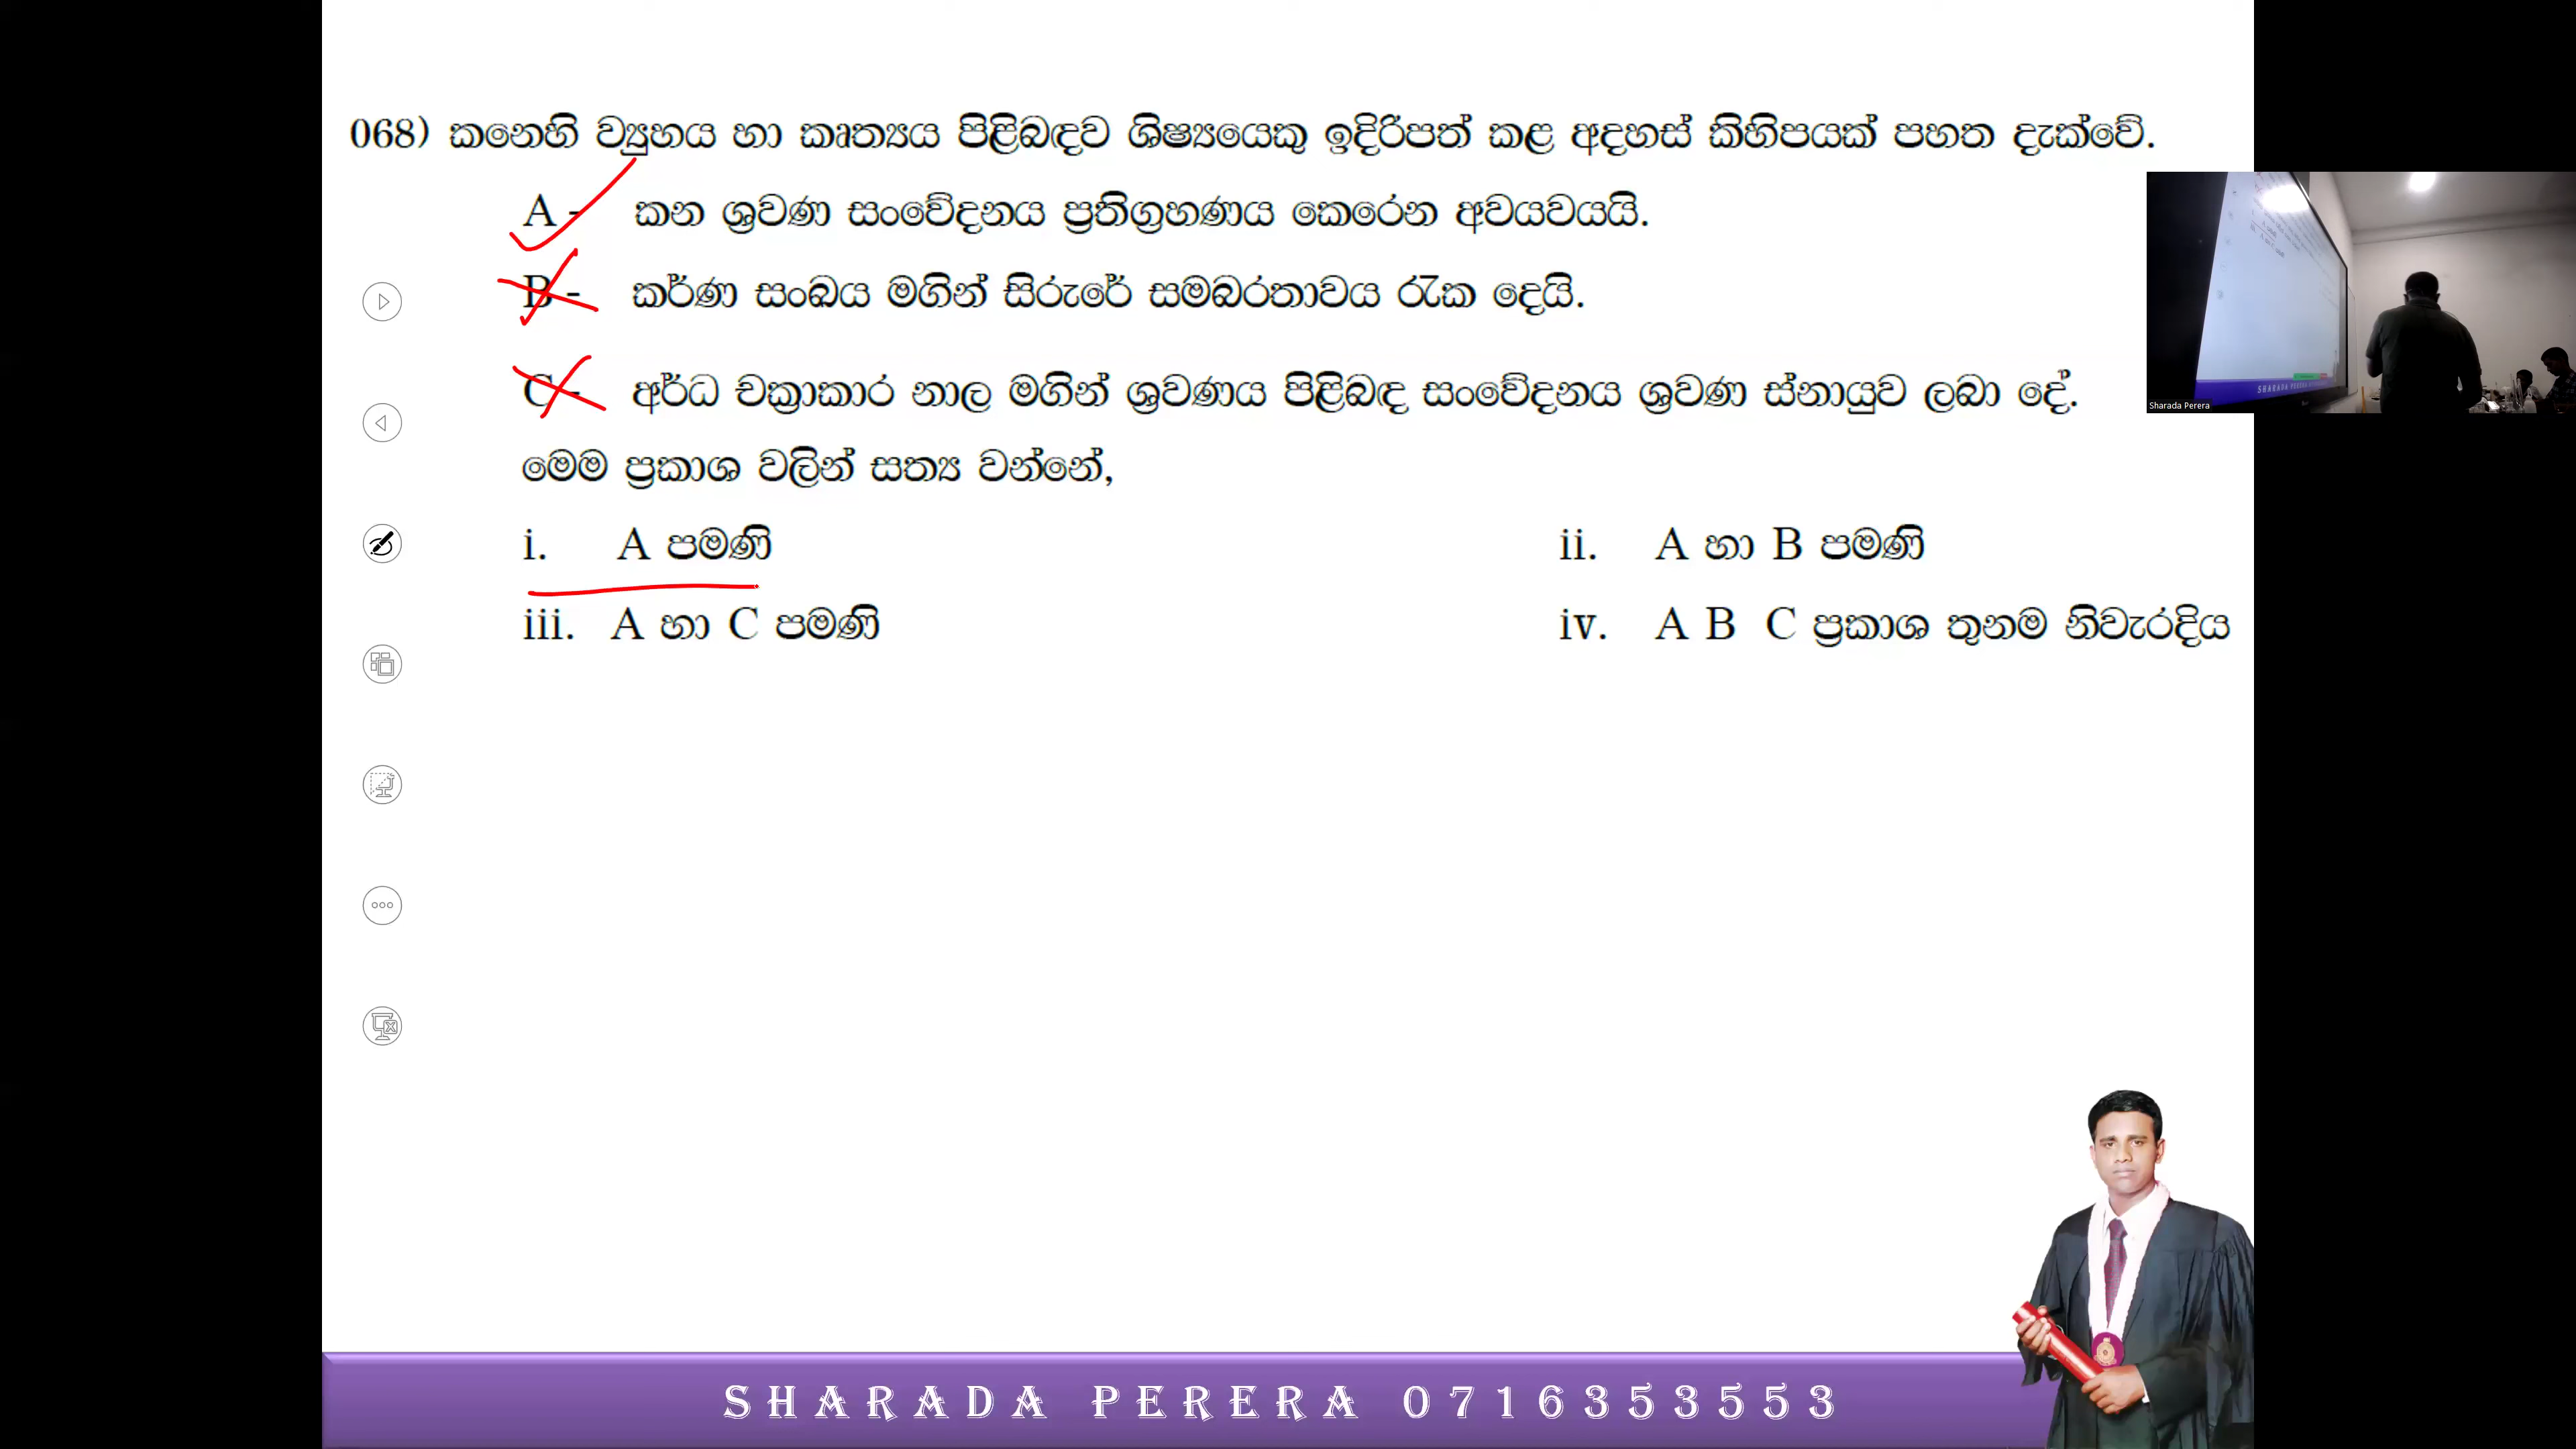 068) කනෙහි ව්‍යුහය හා කෘත්‍යය පිළිබඳව ශිෂ්‍යයෙකු ඉදිරිපත් කළ අදහස් කිහිපයක් පහත දැක්වේ.
A - කන ශ්‍රවණ සංවේදනය ප්‍රතිග්‍රහණය කෙරෙන අවයවයයි.
B - කර්ණ සංඛය මගින් සිරුරේ සමබරතාවය රැක දෙයි.
C - අර්ධ චක්‍රාකාර නාල මගින් ශ්‍රවණය පිළිබඳ සංවේදනය ශ්‍රවණ ස්නායුව ලබා දේ.
මෙම ප්‍රකාශ වලින් සත්‍ය වන්නේ,
i. A පමණි
ii. A හා B පමණි
iii. A හා C පමණි
iv. A B C ප්‍රකාශ තුනම නිවැරදිය
Sharada Perera
SHARADA PERERA 0716353553